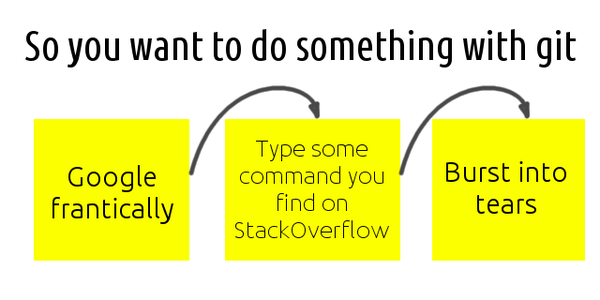 So you want to do something with git
Google
frantically
Type some
command you
find on
StackOverflow
Burst into
tears